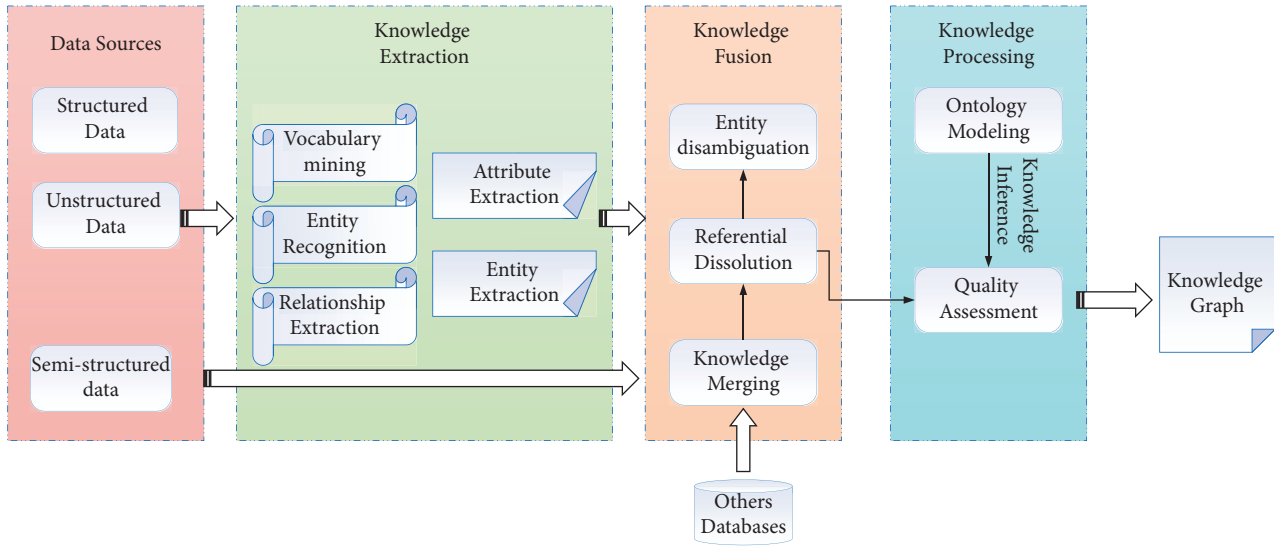 Data Sources
Structured
Data
Unstructured
Data
Semi-structured
data
Knowledge
Extraction
Vocabulary
mining
Entity
Recognition
Relationship
Extraction
Attribute
Extraction
Entity
Extraction
Knowledge
Fusion
Entity
disambiguation
Referential
Dissolution
Knowledge
Merging
Others
Databases
Knowledge
Processing
Ontology
Modeling
Knowledge
Inference
Quality
Assessment
Knowledge
Graph